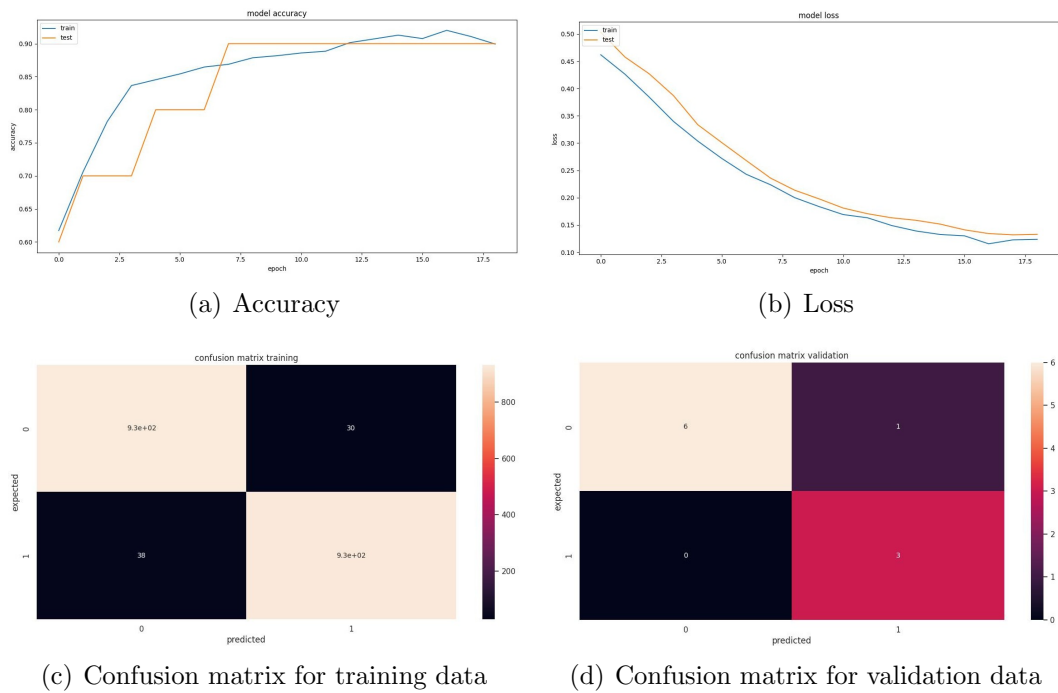 model accuracy
train
test
0.90
0.85
0.80
0.75
0.70
0.65
0.60
accuracy
0.0 2.5 5.0 7.5 10.0 12.5 15.0 17.5
epoch
(a) Accuracy
model loss
train
test
0.50
0.45
0.40
0.35
0.30
0.25
0.20
0.15
0.10
loss
0.0 2.5 5.0 7.5 10.0 12.5 15.0 17.5
epoch
(b) Loss
confusion matrix training
0
1
expected
9.3e+02 30
38 9.3e+02
0 1
predicted
800
600
400
200
(c) Confusion matrix for training data
confusion matrix validation
0
1
expected
6 1
0 3
0 1
predicted
6
5
4
3
2
1
0
(d) Confusion matrix for validation data